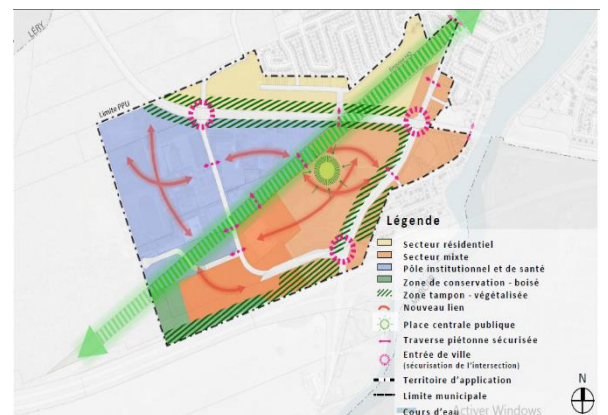 LÉRY
Limite PPU
Légende
Secteur résidentiel
Secteur mixte
Pôle institutionnel et de santé
Zone de conservation - boisé
Zone tampon - végétalisée
Nouveau lien
Place centrale publique
Traverse piétonne sécurisée
Entrée de ville
(sécurisation de l'intersection)
Territoire d'application
Limite municipale
Cours d'eau
Activer Windows
N